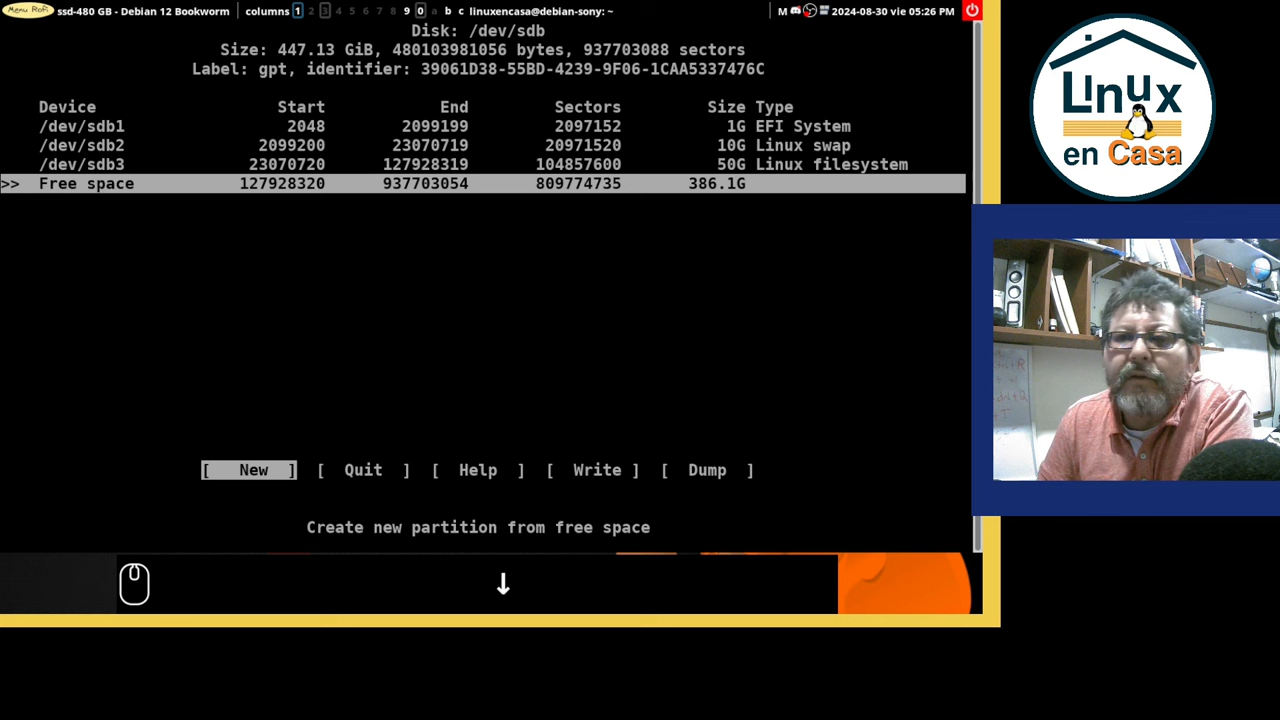 Menu Rofi ssd-480 GB - Debian 12 Bookworm columns 1 2 3 4 5 6 7 8 9 0 a b c linuxencasa@debian-sony: ~ M 2024-08-30 vie 05:26 PM
Disk: /dev/sdb
Size: 447.13 GiB, 480103981056 bytes, 937703088 sectors
Label: gpt, identifier: 39061D38-55BD-4239-9F06-1CAA5337476C
Device Start End Sectors Size Type
/dev/sdb1 2048 2099199 2097152 1G EFI System
/dev/sdb2 2099200 23070719 20971520 10G Linux swap
/dev/sdb3 23070720 127928319 104857600 50G Linux filesystem
>> Free space 127928320 937703054 809774735 386.1G
[ New ] [ Quit ] [ Help ] [ Write ] [ Dump ]
Create new partition from free space
↓
Linux
en Casa